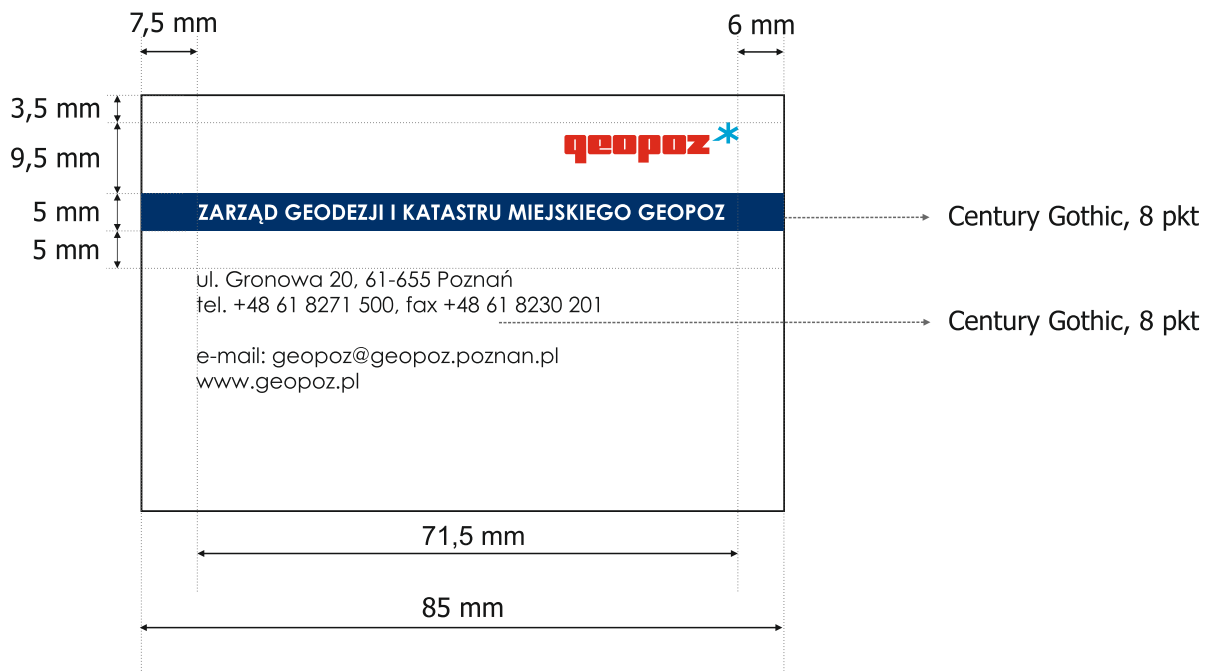 7,5 mm
6 mm
3,5 mm
geopoz*
9,5 mm
5 mm
ZARZĄD GEODEZJI I KATASTRU MIEJSKIEGO GEOPOZ
Century Gothic, 8 pkt
5 mm
ul. Gronowa 20, 61-655 Poznań
tel. +48 61 8271 500, fax +48 61 8230 201
Century Gothic, 8 pkt
e-mail: geopoz@geopoz.poznan.pl
www.geopoz.pl
71,5 mm
85 mm